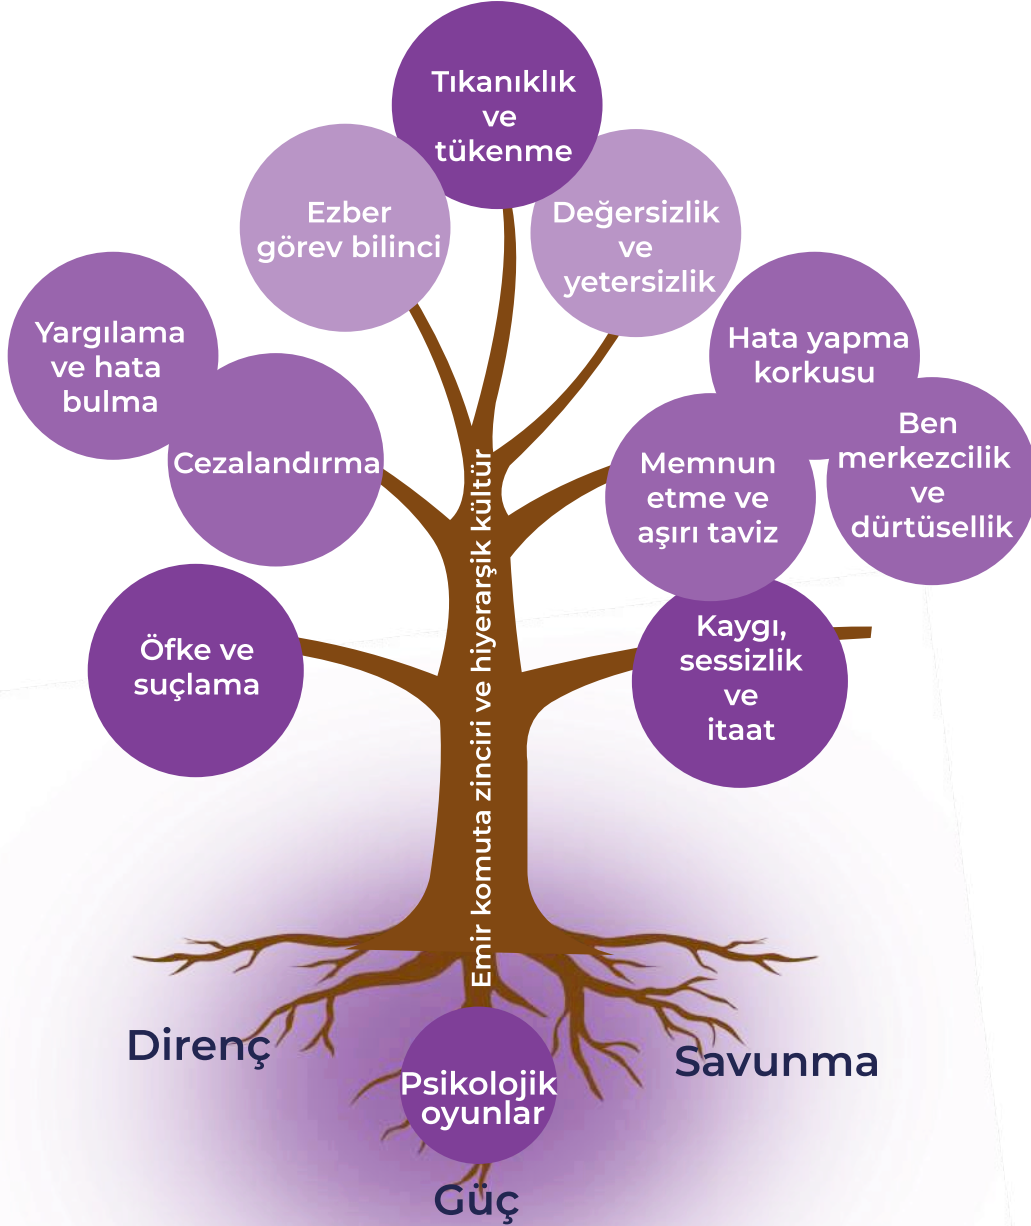 Tıkanıklık
ve
tükenme
Ezber
görev bilinci
Değersizlik
ve
yetersizlik
Yargılama
ve hata
bulma
Hata yapma
korkusu
Cezalandırma
Memnun
etme ve
aşırı taviz
Ben
merkezcilik
ve
dürtüsellik
Öfke ve
suçlama
Kaygı,
sessizlik
ve
itaat
Emir komuta zinciri ve hiyerarşik kültür
Direnç
Savunma
Psikolojik
oyunlar
Güç